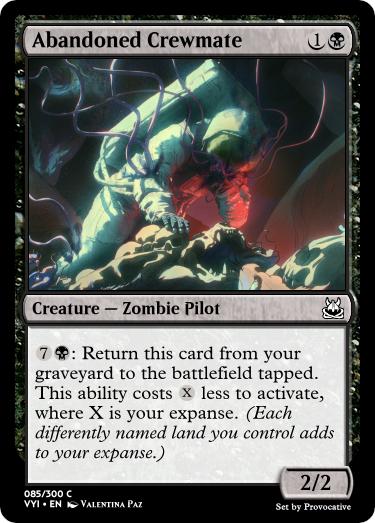 Abandoned Crewmate 1
Creature — Zombie Pilot
7: Return this card from your
graveyard to the battlefield tapped.
This ability costs X less to activate,
where X is your expanse. (Each
differently named land you control adds
to your expanse.)
2/2
085/300 C
VYI • EN Valentina Paz
Set by Provocative